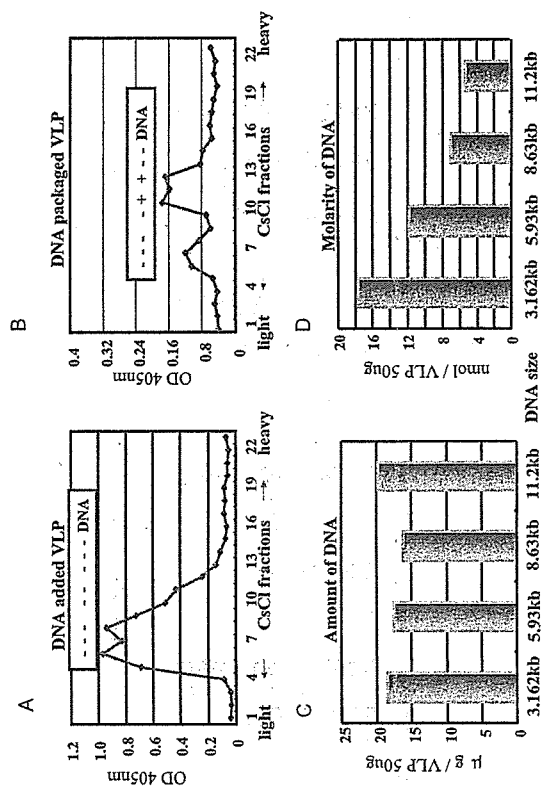 A
DNA added VLP
- - - - - - - - DNA
OD 405nm
1.2
1.0
0.8
0.6
0.4
0.2
0
1 4 7 10 13 16 19 22
light ← CsCl fractions → heavy
B
DNA packaged VLP
- - - - + + - - DNA
OD 405nm
0.4
0.32
0.24
0.16
0.8
0
1 4 7 10 13 16 19 22
light ← CsCl fractions → heavy
C
Amount of DNA
μ g / VLP 50ug
25
20
15
10
5
0
3.162kb 5.93kb 8.63kb 11.2kb
DNA size
D
Molarity of DNA
nmol / VLP 50ug
20
16
12
8
4
0
3.162kb 5.93kb 8.63kb 11.2kb